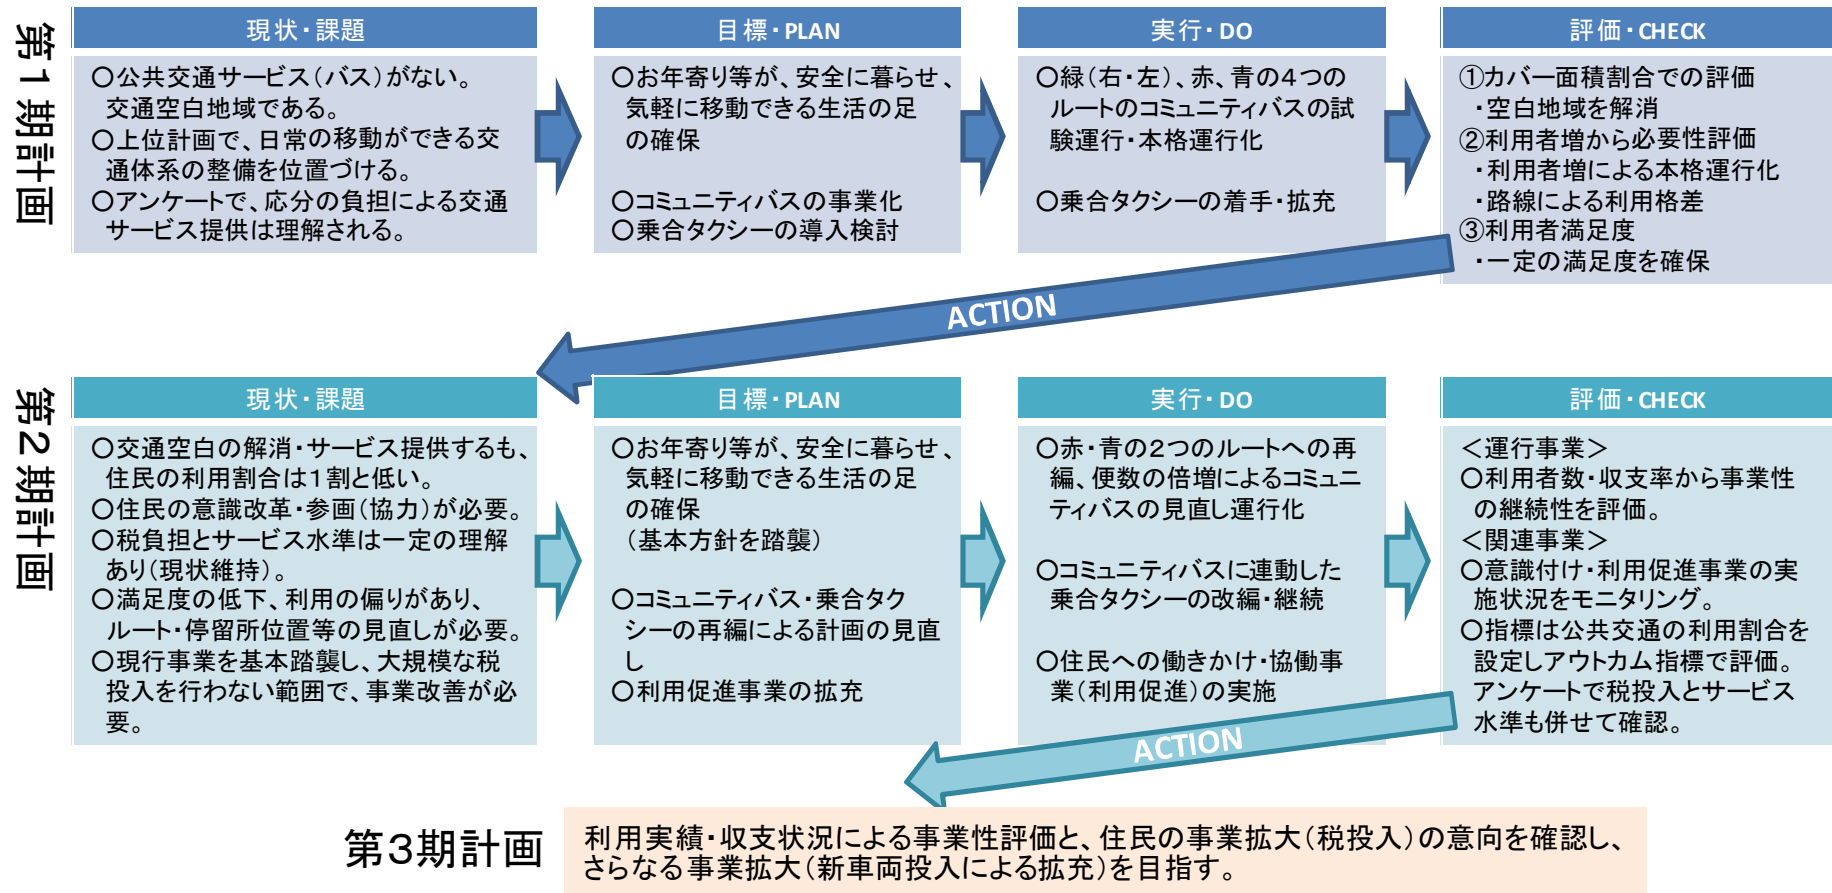 第1期計画
現状・課題
○公共交通サービス(バス)がない。
交通空白地域である。
○上位計画で、日常の移動ができる交
通体系の整備を位置づける。
○アンケートで、応分の負担による交通
サービス提供は理解される。
目標・PLAN
○お年寄り等が、安全に暮らせ、
気軽に移動できる生活の足
の確保
○コミュニティバスの事業化
○乗合タクシーの導入検討
実行・DO
○緑(右・左)、赤、青の4つの
ルートのコミュニティバスの試
験運行・本格運行化
○乗合タクシーの着手・拡充
評価・CHECK
①カバー面積割合での評価
・空白地域を解消
②利用者増から必要性評価
・利用者増による本格運行化
・路線による利用格差
③利用者満足度
・一定の満足度を確保
ACTION
第2期計画
現状・課題
○交通空白の解消・サービス提供するも、
住民の利用割合は1割と低い。
○住民の意識改革・参画(協力)が必要。
○税負担とサービス水準は一定の理解
あり(現状維持)。
○満足度の低下、利用の偏りがあり、
ルート・停留所位置等の見直しが必要。
○現行事業を基本踏襲し、大規模な税
投入を行わない範囲で、事業改善が必
要。
目標・PLAN
○お年寄り等が、安全に暮らせ、
気軽に移動できる生活の足
の確保
(基本方針を踏襲)
○コミュニティバス・乗合タク
シーの再編による計画の見直
し
○利用促進事業の拡充
実行・DO
○赤・青の2つのルートへの再
編、便数の倍増によるコミュニ
ティバスの見直し運行化
○コミュニティバスに連動した
乗合タクシーの改編・継続
○住民への働きかけ・協働事
業(利用促進)の実施
評価・CHECK
<運行事業>
○利用者数・収支率から事業性
の継続性を評価。
<関連事業>
○意識付け・利用促進事業の実
施状況をモニタリング。
○指標は公共交通の利用割合を
設定しアウトカム指標で評価。
アンケートで税投入とサービス
水準も併せて確認。
ACTION
第3期計画
利用実績・収支状況による事業性評価と、住民の事業拡大(税投入)の意向を確認し、
さらなる事業拡大(新車両投入による拡充)を目指す。